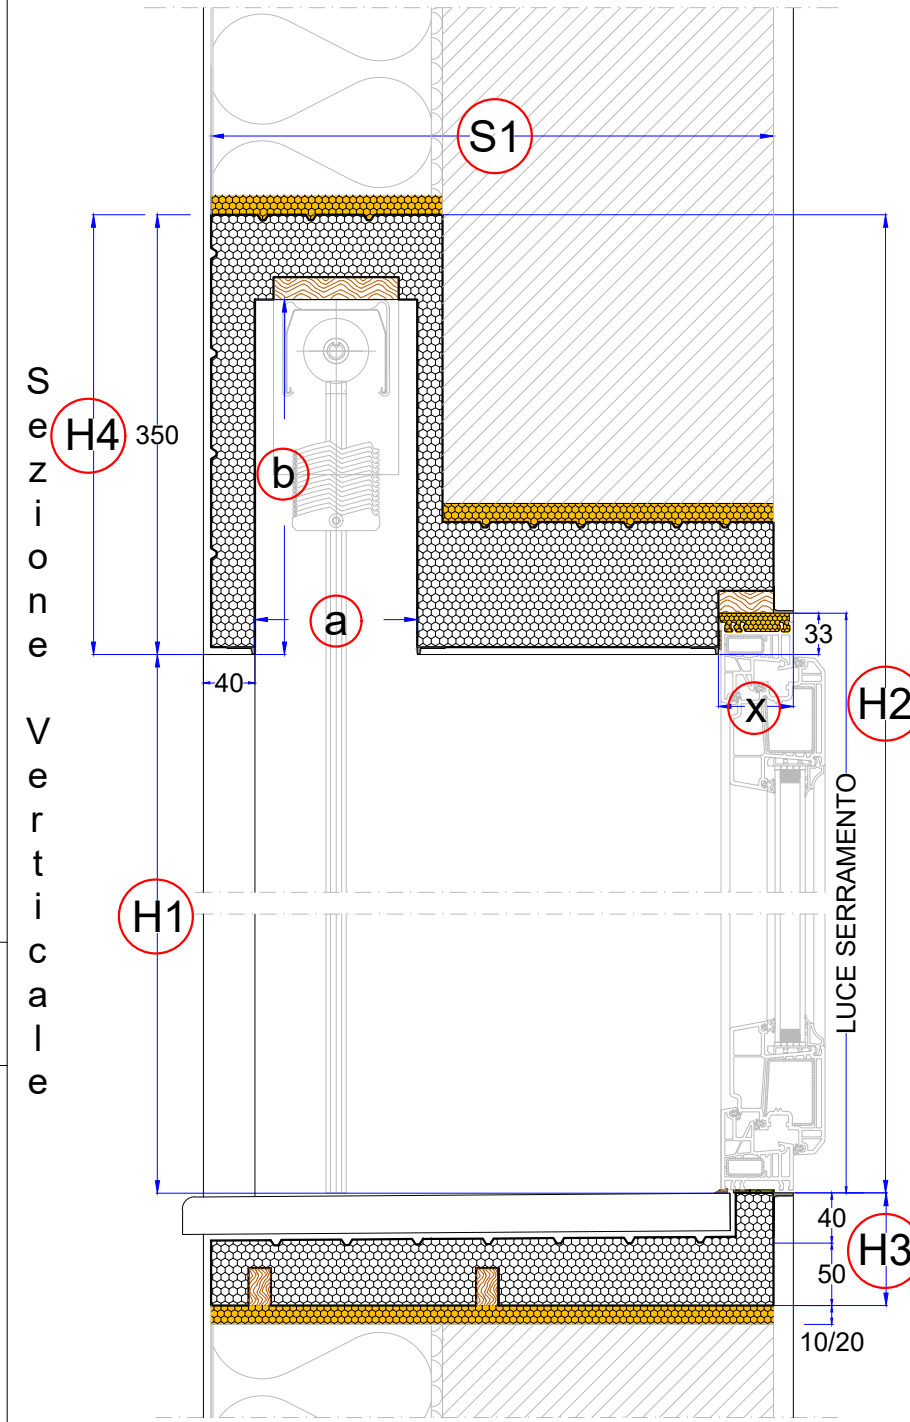 S1
Sezione Verticale
H4
350
b
a
33
40
x
H2
LUCE SERRAMENTO
H1
40
H3
50
10/20